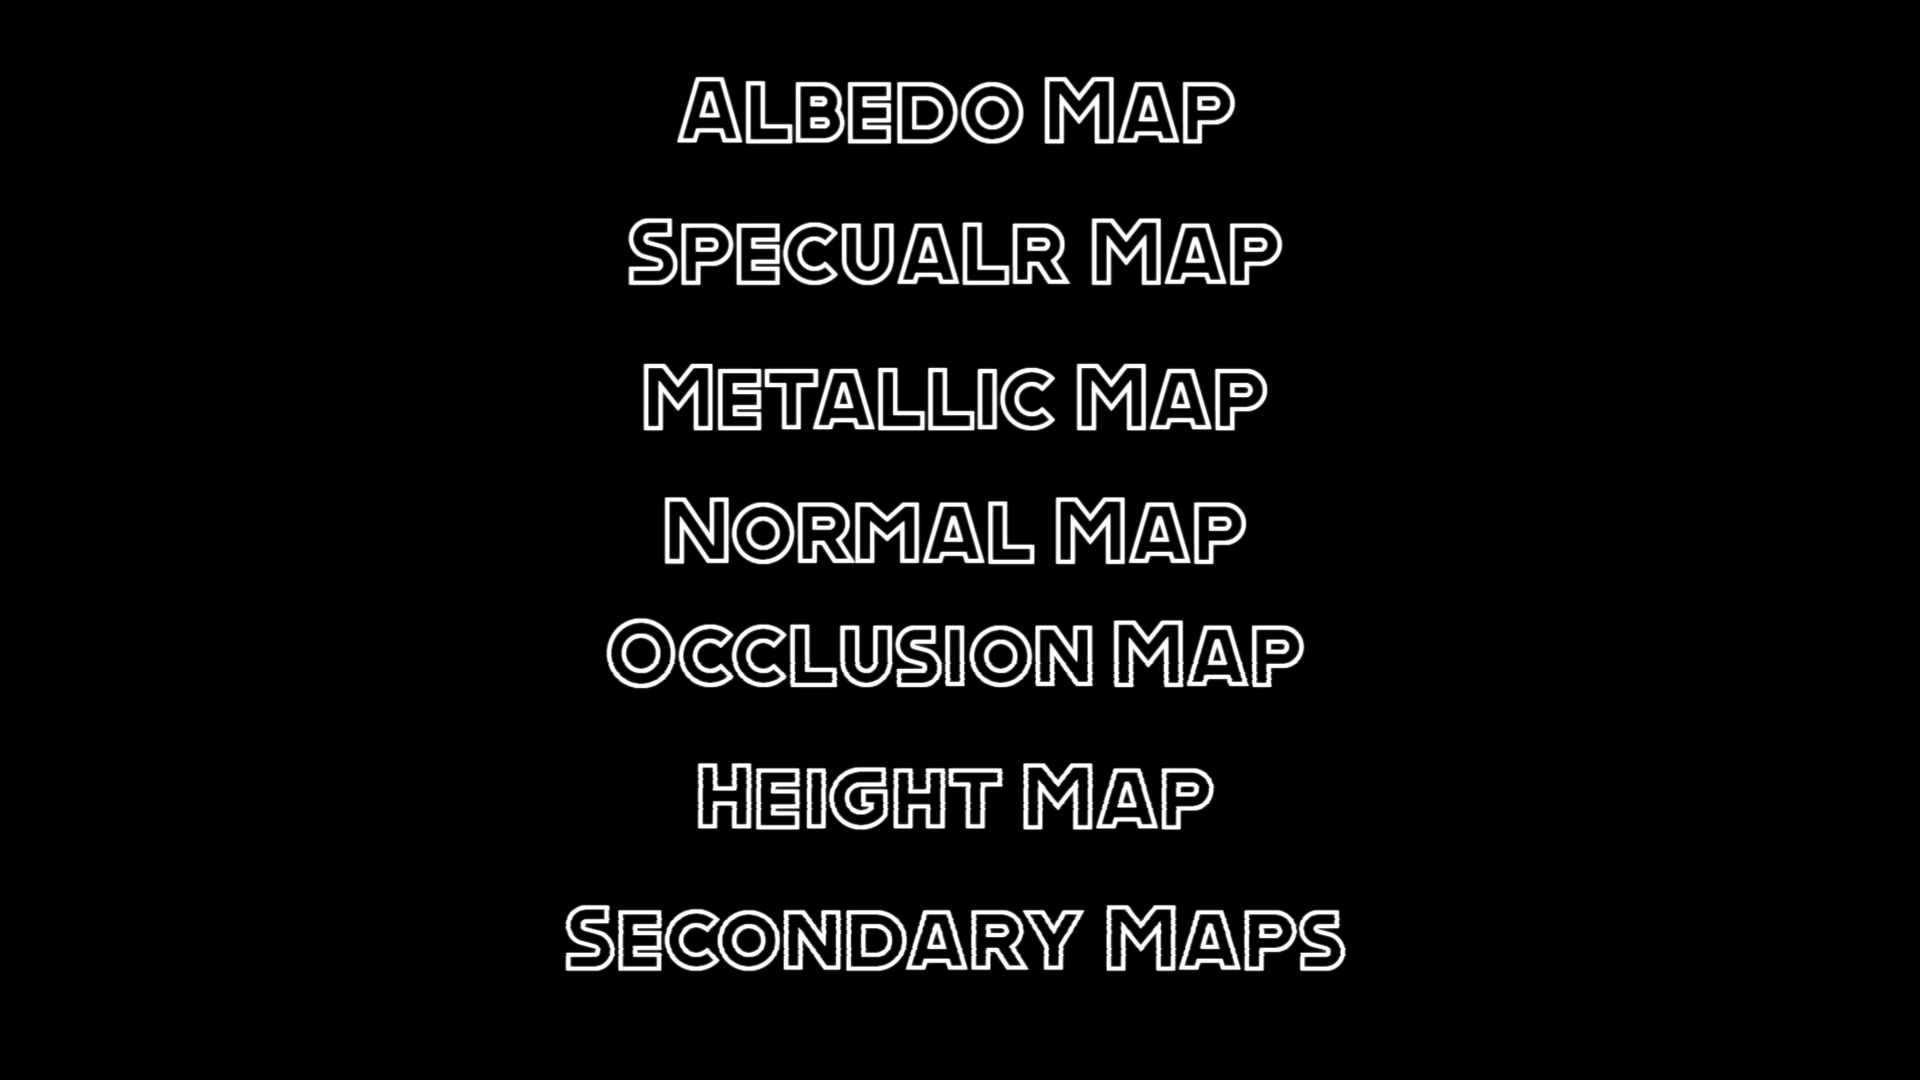 Albedo Map
Specualr Map
Metallic Map
Normal Map
Occlusion Map
Height Map
Secondary Maps